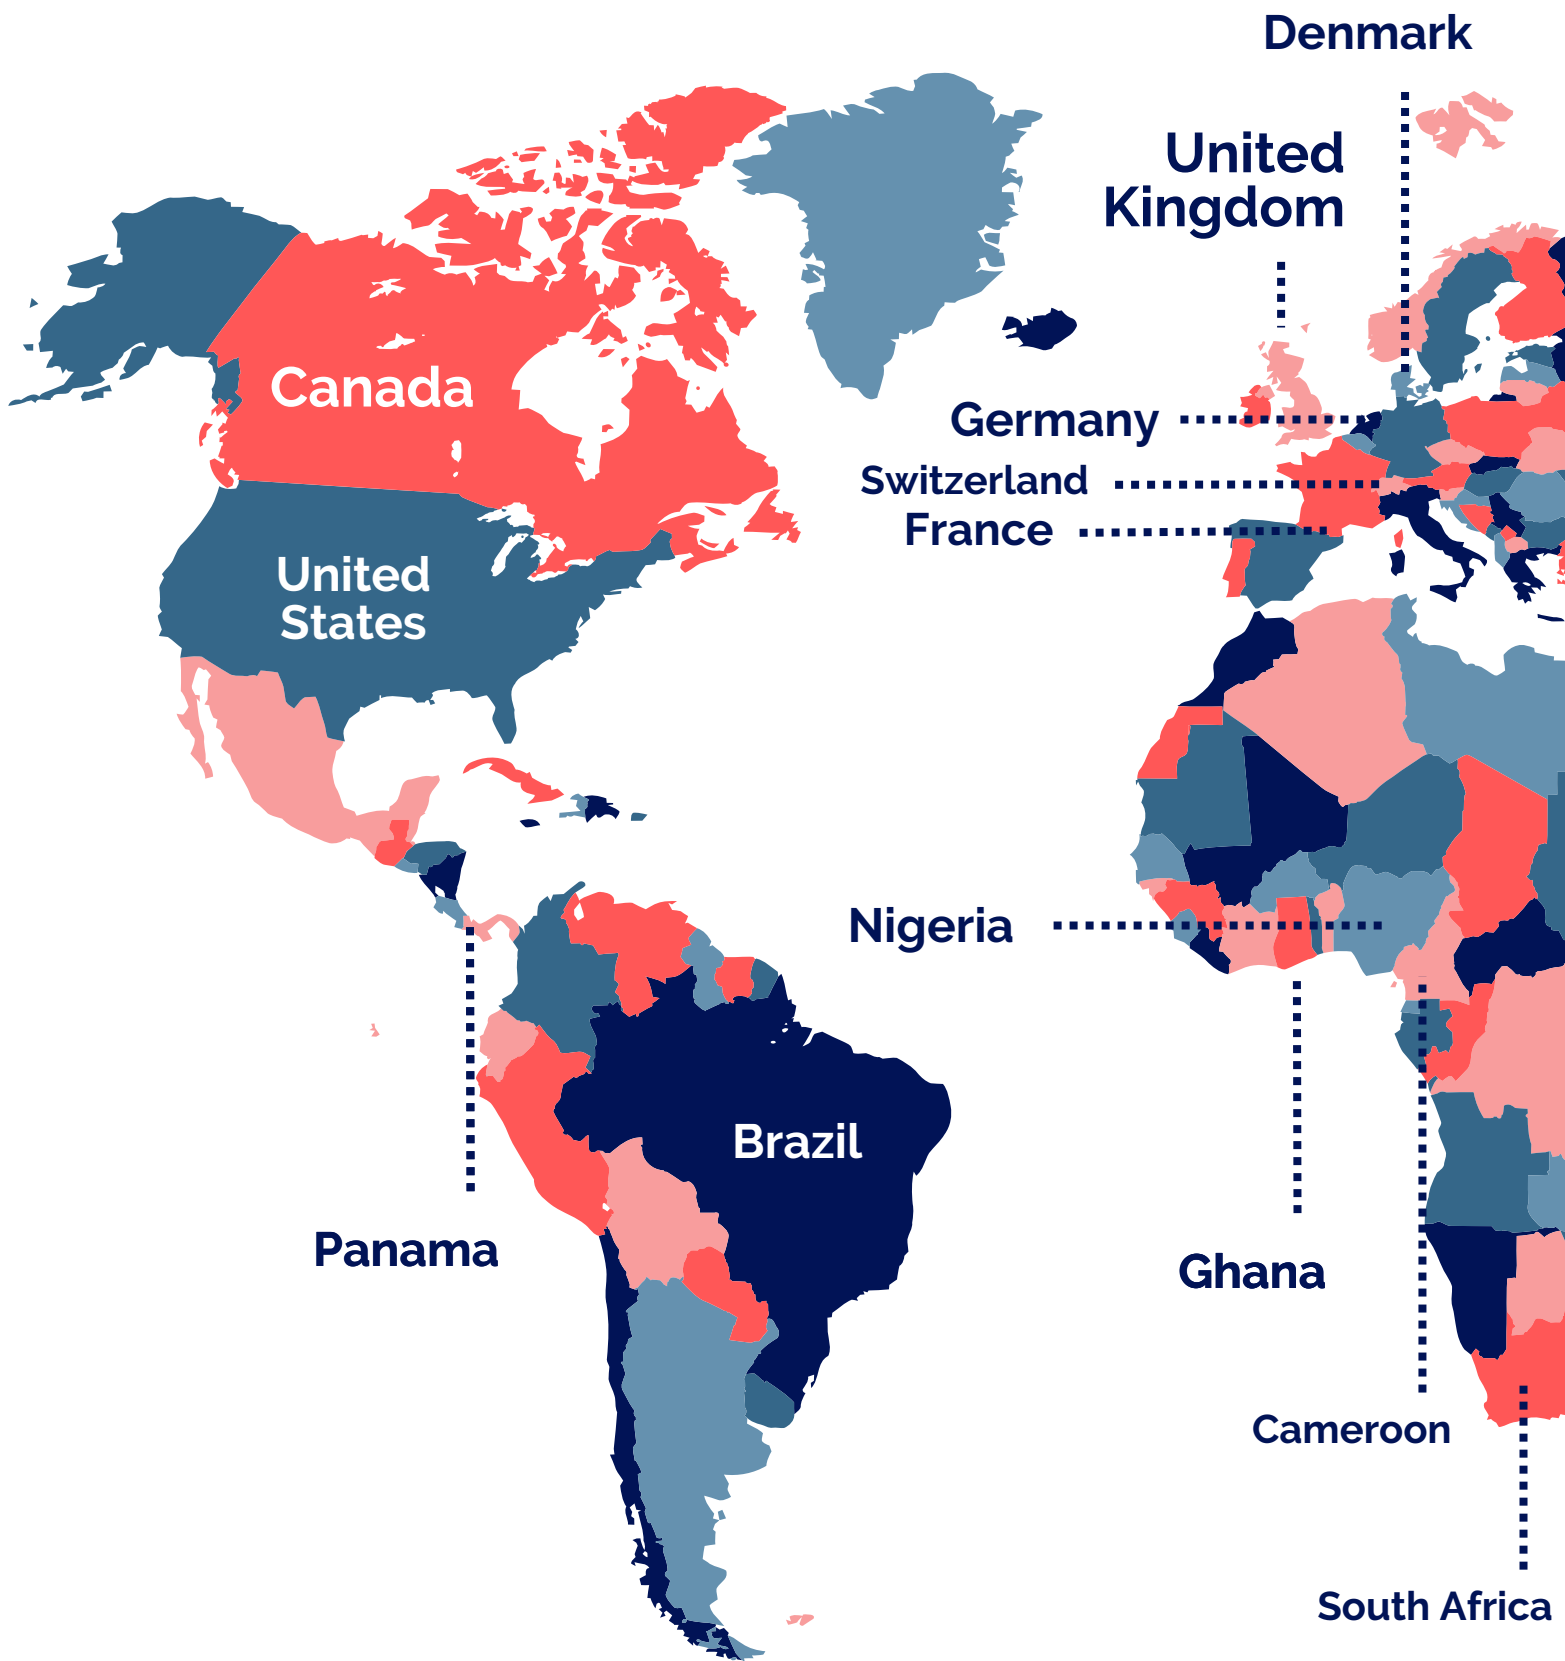 Denmark
United
Kingdom
Canada
Germany
Switzerland
France
United
States
Nigeria
Brazil
Panama
Ghana
Cameroon
South Africa